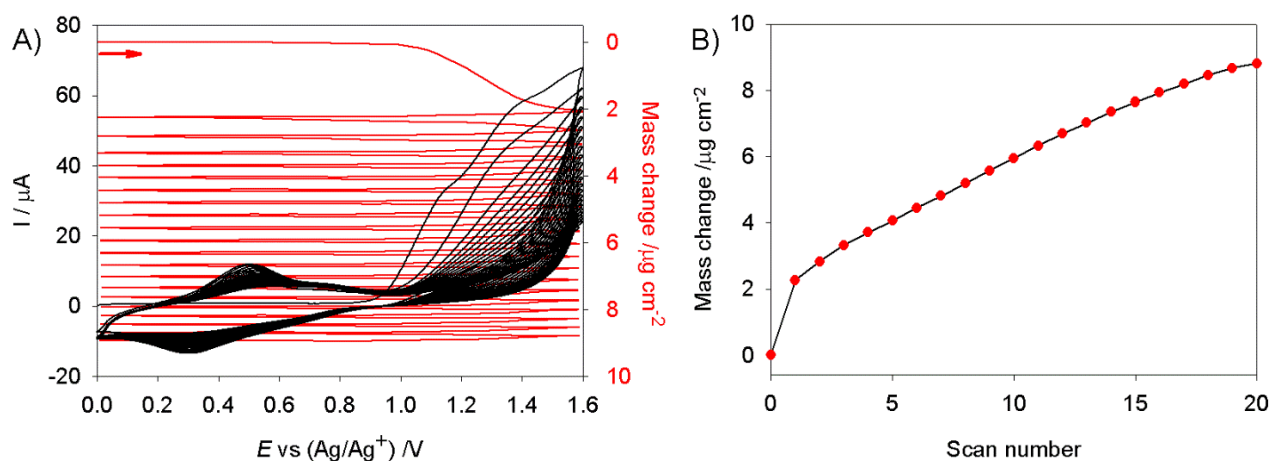 A)
80
60
40
20
0
-20
I / μA
0.0 0.2 0.4 0.6 0.8 1.0 1.2 1.4 1.6
E vs (Ag/Ag⁺) /V
0
2
4
6
8
10
Mass change /μg cm⁻²
B)
10
8
6
4
2
0
Mass change /μg cm⁻²
0 5 10 15 20
Scan number